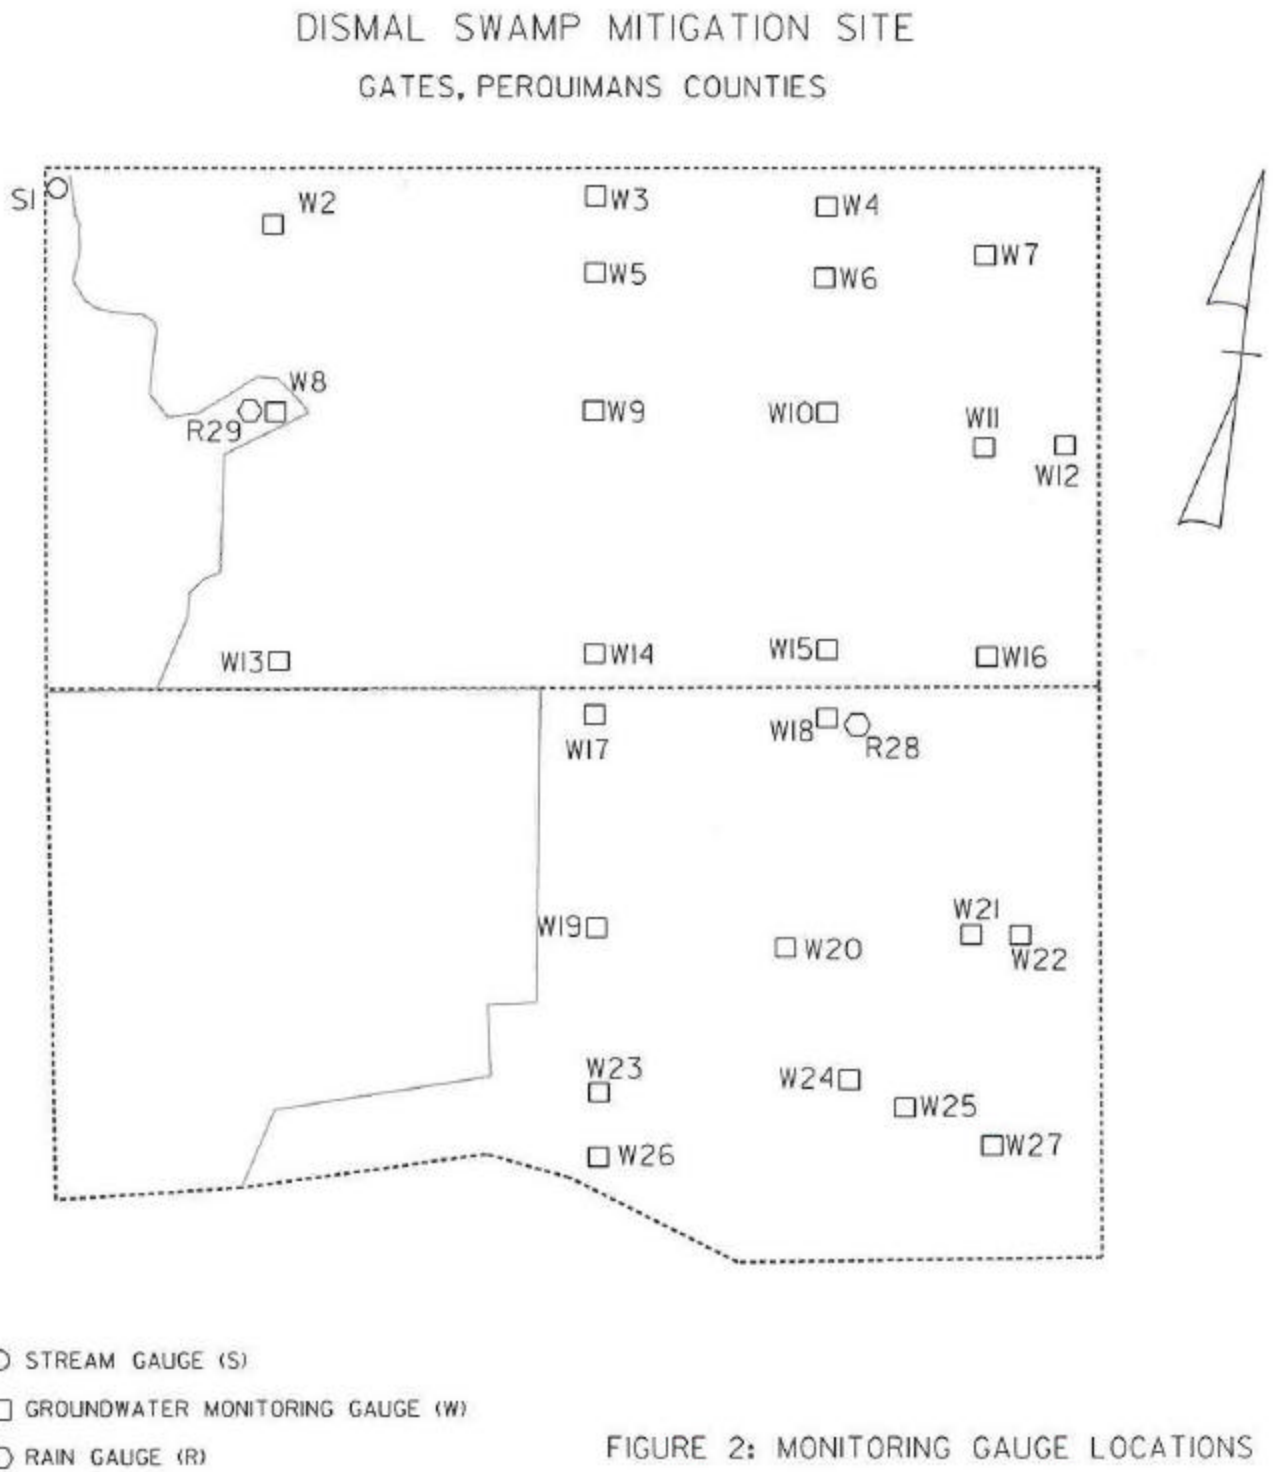 DISMAL SWAMP MITIGATION SITE
GATES, PERQUIMANS COUNTIES
S1
W2
W3
W4
W5
W6
W7
W8
R29
W9
W10
W11
W12
W13
W14
W15
W16
W17
W18
R28
W19
W20
W21
W22
W23
W24
W25
W26
W27
STREAM GAUGE (S)
GROUNDWATER MONITORING GAUGE (W)
RAIN GAUGE (R)
FIGURE 2: MONITORING GAUGE LOCATIONS